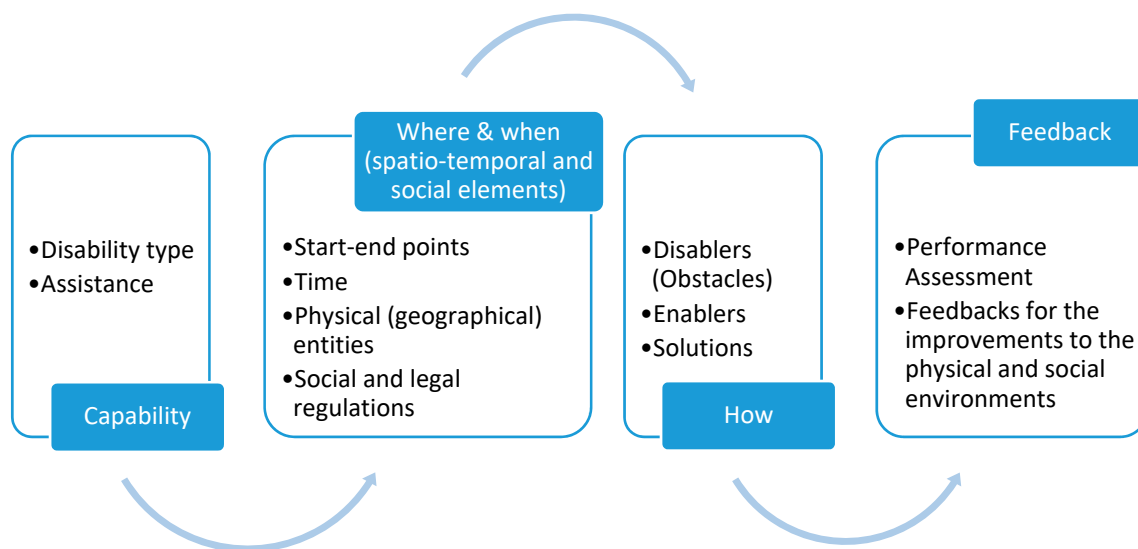 •Disability type
•Assistance
Capability
Where & when
(spatio-temporal and
social elements)
•Start-end points
•Time
•Physical (geographical)
entities
•Social and legal
regulations
•Disablers
(Obstacles)
•Enablers
•Solutions
How
Feedback
•Performance
Assessment
•Feedbacks for the
improvements to the
physical and social
environments